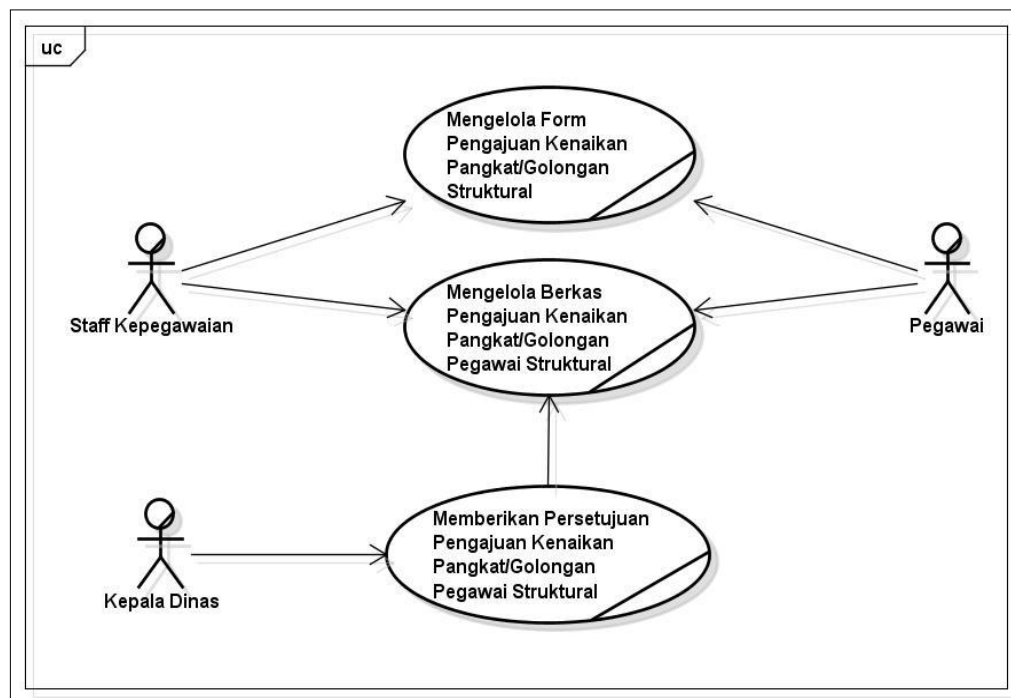 uc
Mengelola Form
Pengajuan Kenaikan
Pangkat/Golongan
Struktural
Staff Kepegawaian
Pegawai
Mengelola Berkas
Pengajuan Kenaikan
Pangkat/Golongan
Pegawai Struktural
Kepala Dinas
Memberikan Persetujuan
Pengajuan Kenaikan
Pangkat/Golongan
Pegawai Struktural